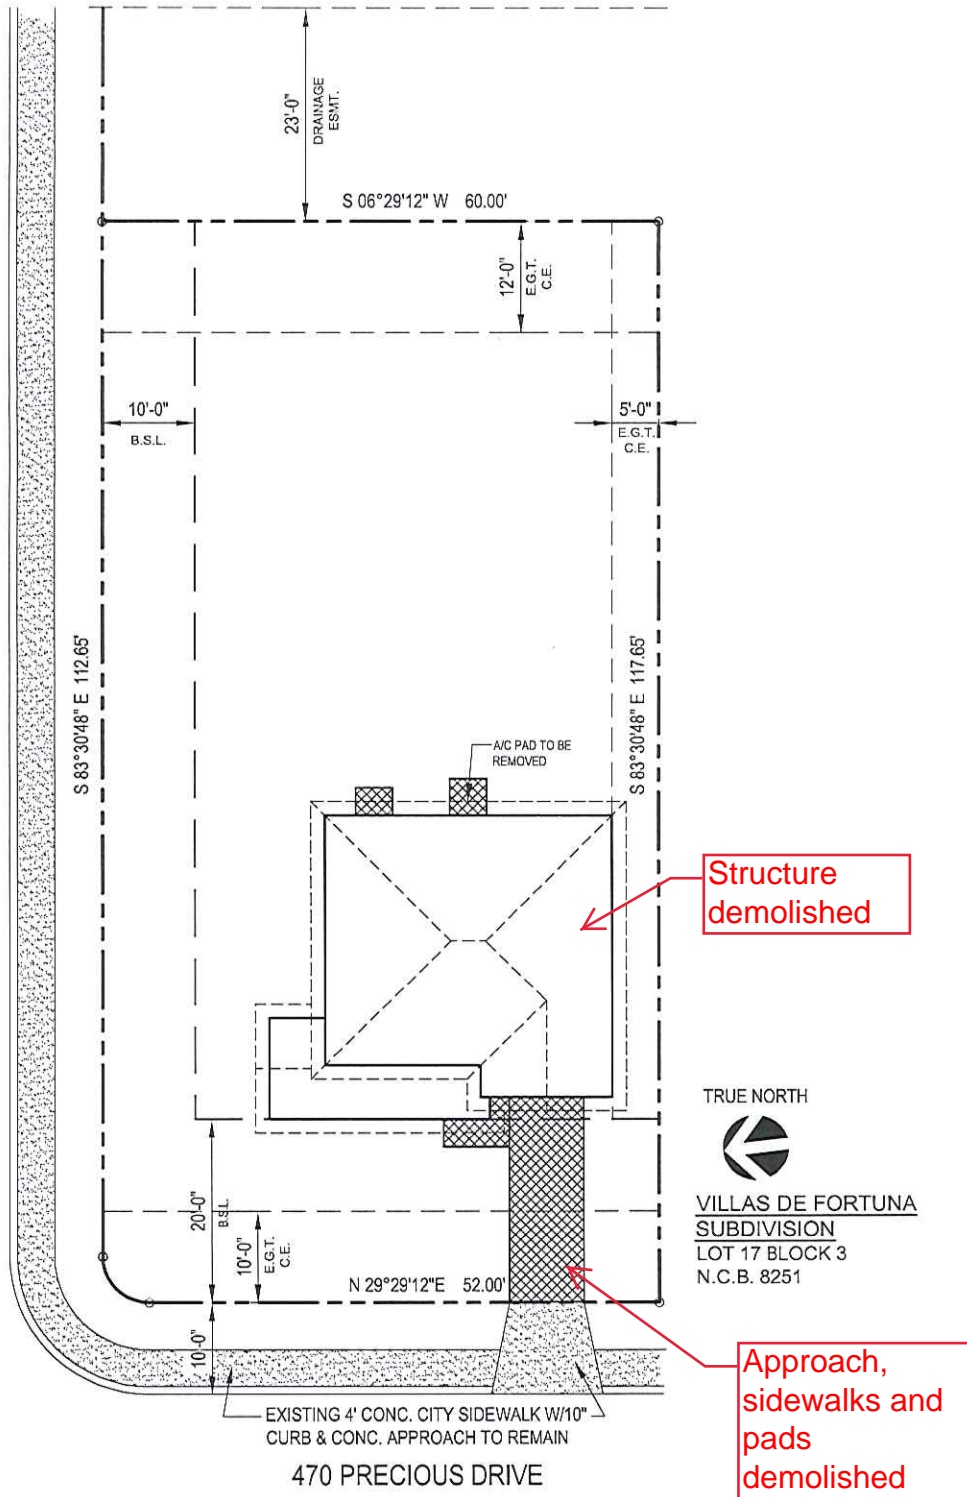 23'-0"
DRAINAGE
ESMT.
S 06°29'12" W 60.00'
12'-0"
E.G.T.
C.E.
10'-0"
B.S.L.
5'-0"
E.G.T.
C.E.
S 83°30'48" E 112.65'
S 83°30'48" E 117.65'
A/C PAD TO BE
REMOVED
Structure
demolished
TRUE NORTH
VILLAS DE FORTUNA
SUBDIVISION
LOT 17 BLOCK 3
N.C.B. 8251
20'-0"
B.S.L.
10'-0"
E.G.T.
C.E.
N 29°29'12"E 52.00'
10'-0"
Approach,
sidewalks and
pads
demolished
EXISTING 4' CONC. CITY SIDEWALK W/10"
CURB & CONC. APPROACH TO REMAIN
470 PRECIOUS DRIVE